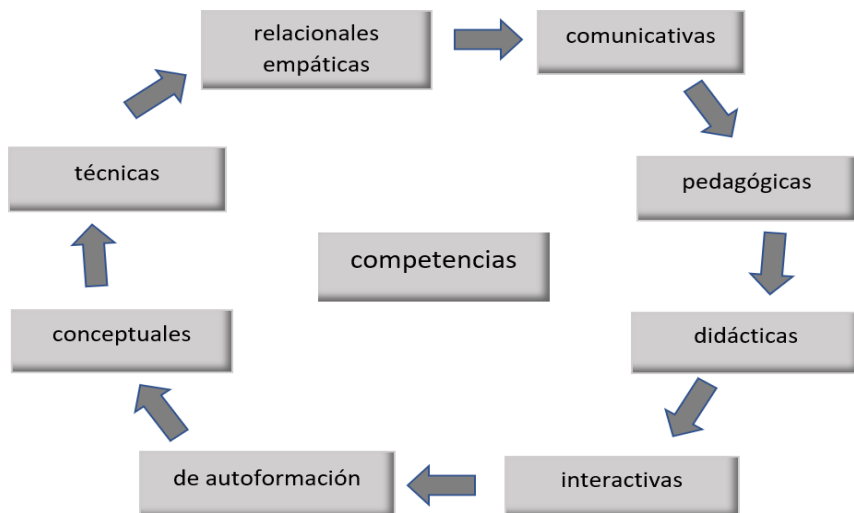 relacionales
empáticas
comunicativas
técnicas
pedagógicas
competencias
conceptuales
didácticas
de autoformación
interactivas